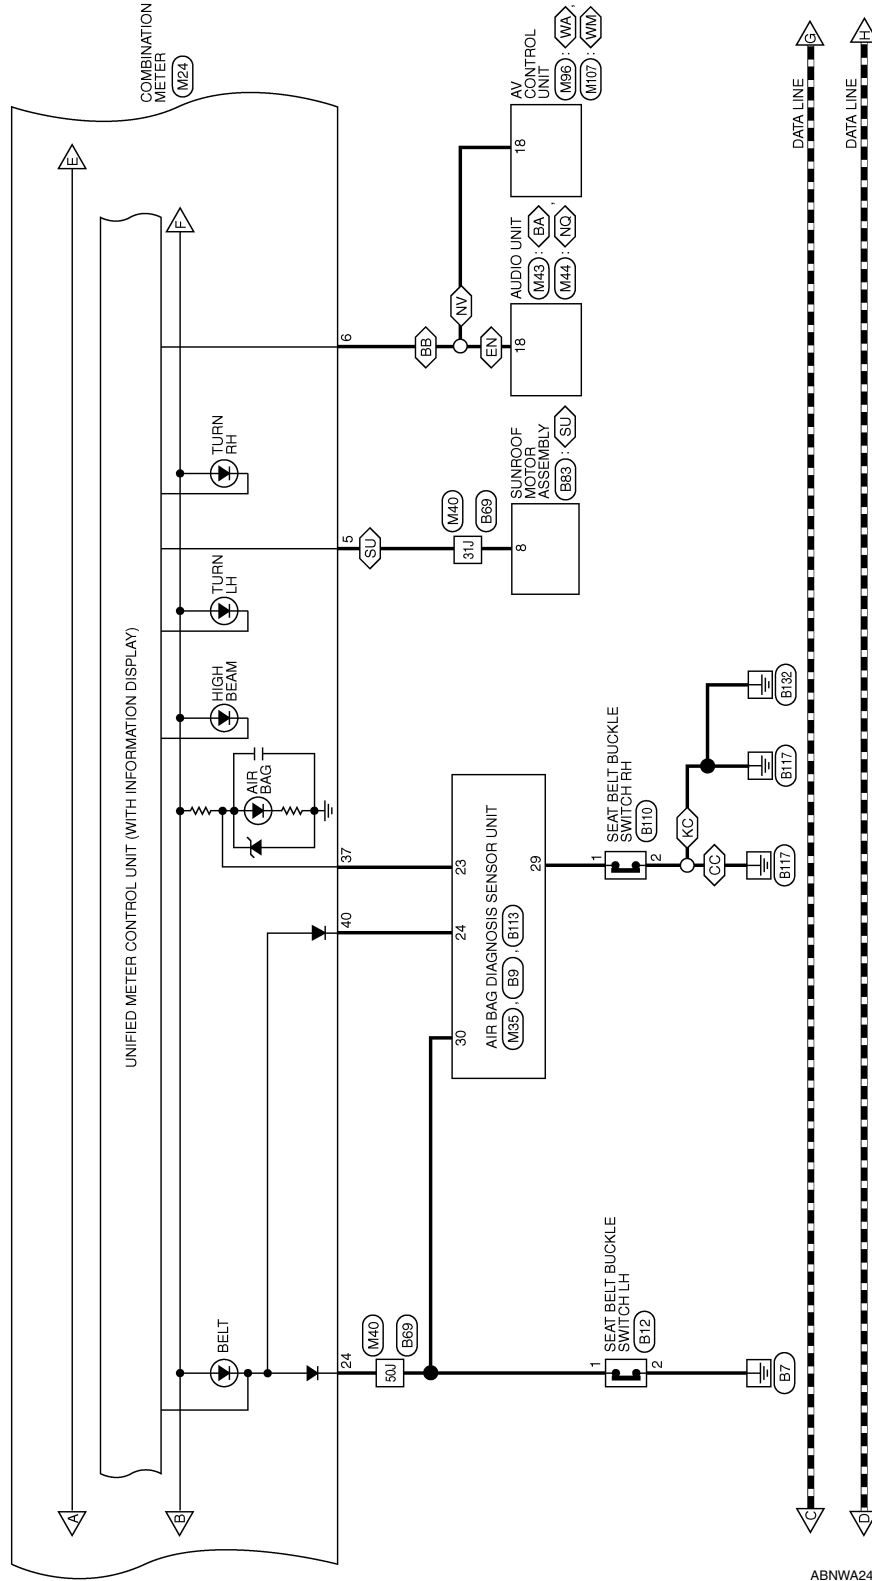 COMBINATION
METER
M24
A
E
UNIFIED METER CONTROL UNIT (WITH INFORMATION DISPLAY)
B
F
BELT
AIR
BAG
HIGH
BEAM
TURN
LH
TURN
RH
24
40
37
5
6
50J
M40
B69
SU
31J
M40
B69
BB
NV
EN
30
24
23
29
AIR BAG DIAGNOSIS SENSOR UNIT
M35 , B9 , B113
8
SUNROOF
MOTOR
ASSEMBLY
B83 : SU
18
AUDIO UNIT
M43 : BA ,
M44 : NQ
18
AV
CONTROL
UNIT
M96 : WA ,
M107 : WM
SEAT BELT BUCKLE
SWITCH LH
B12
1
2
B7
SEAT BELT BUCKLE
SWITCH RH
B110
1
2
KC
CC
B117
B117
B132
C
DATA LINE
G
D
DATA LINE
H
ABNWA24